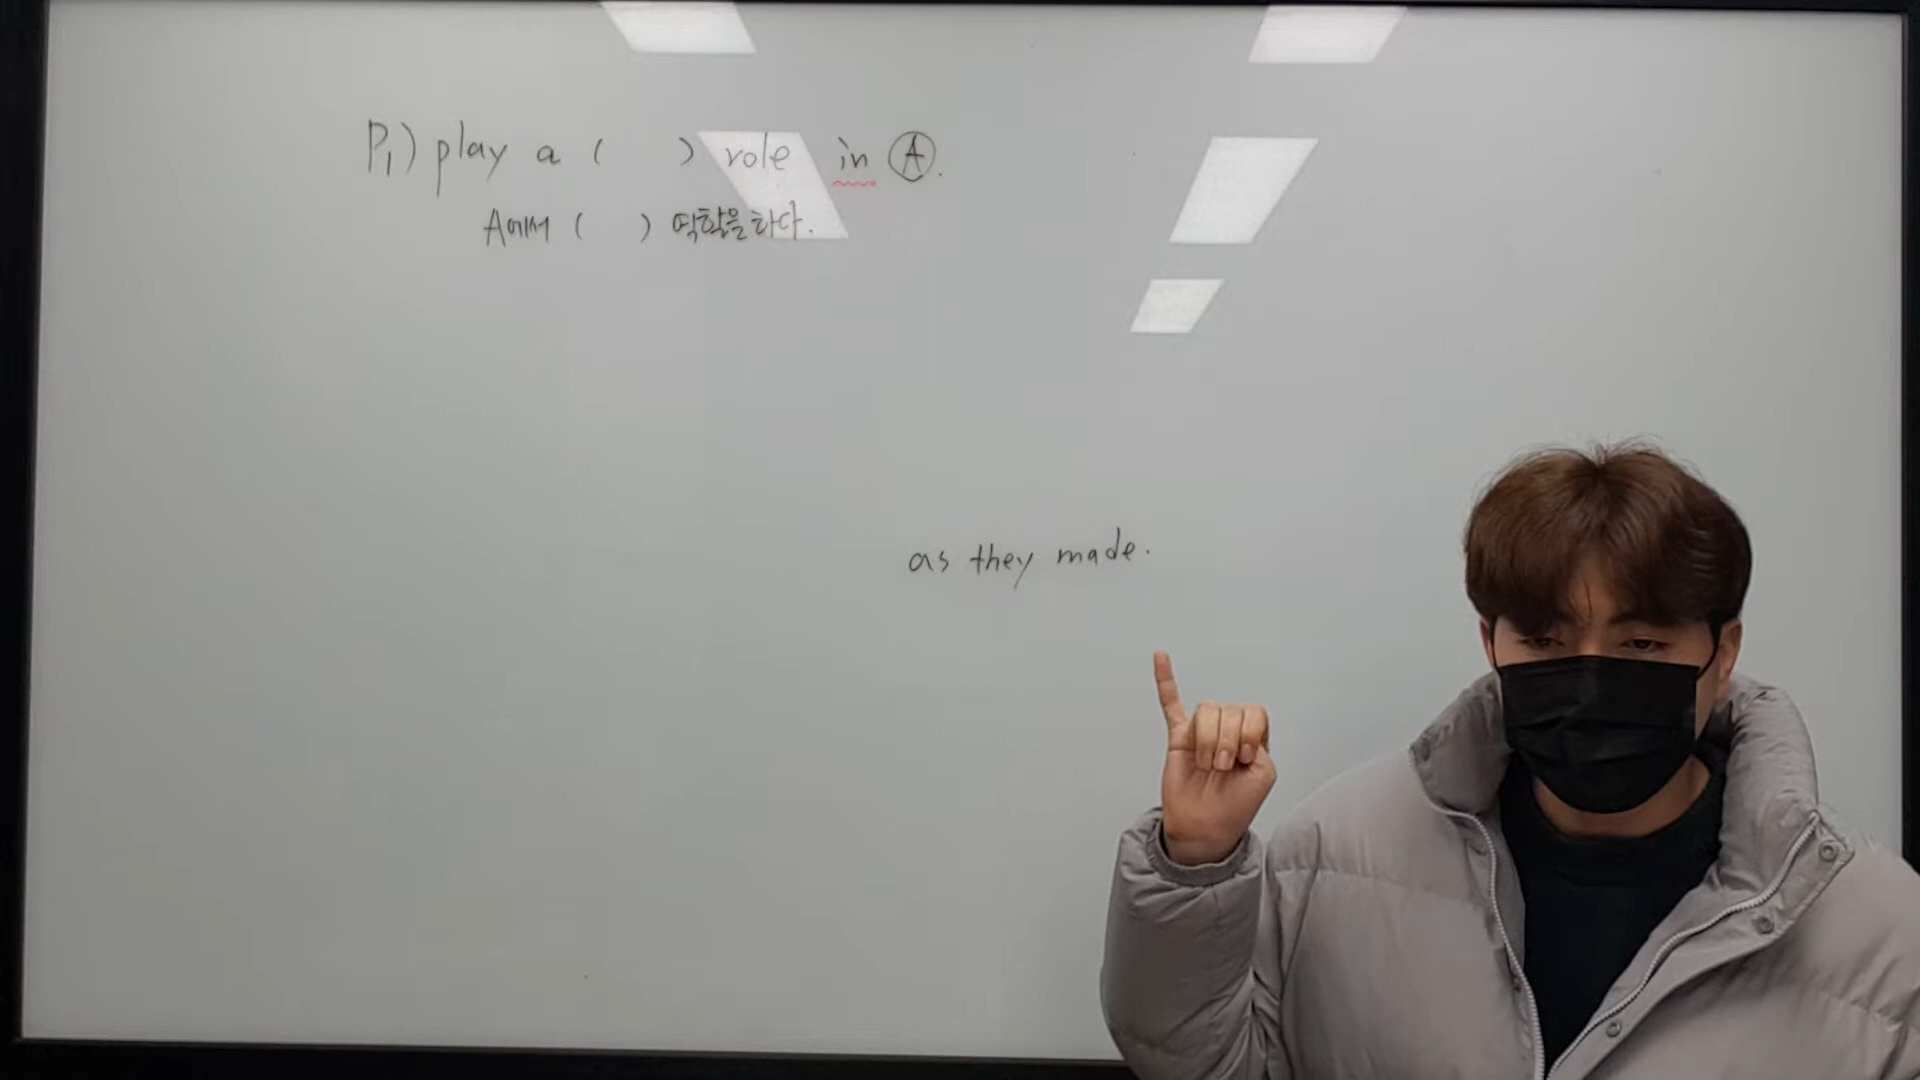 P1) play a (   ) role in Ⓐ.
A에서 (   ) 역할을 하다.
as they made.